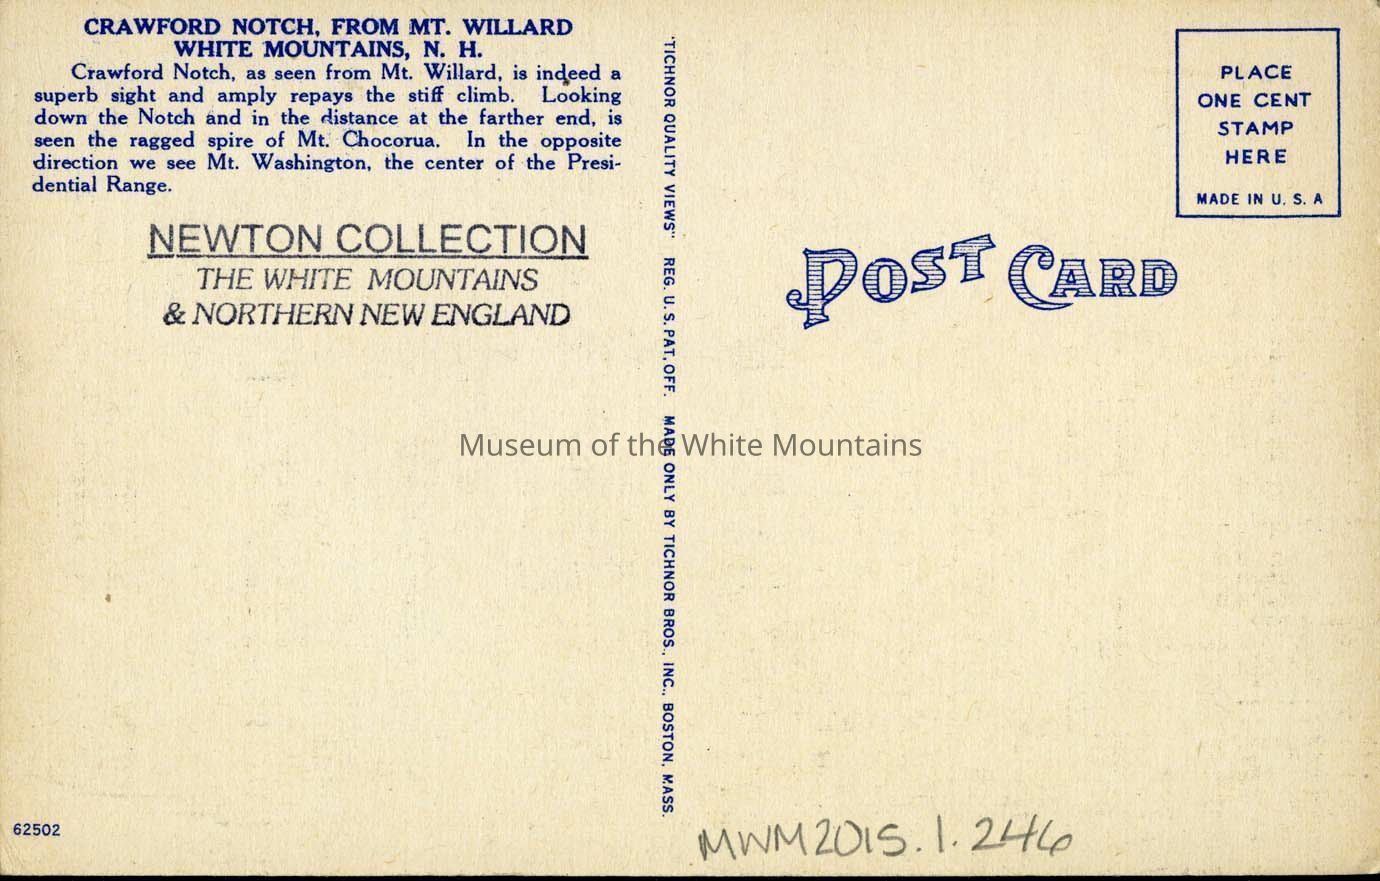 CRAWFORD NOTCH, FROM MT. WILLARD
WHITE MOUNTAINS, N. H.
Crawford Notch, as seen from Mt. Willard, is indeed a
superb sight and amply repays the stiff climb. Looking
down the Notch and in the distance at the farther end, is
seen the ragged spire of Mt. Chocorua. In the opposite
direction we see Mt. Washington, the center of the Presi-
dential Range.
NEWTON COLLECTION
THE WHITE MOUNTAINS
& NORTHERN NEW ENGLAND
62502
"TICHNOR QUALITY VIEWS" REG. U. S. PAT. OFF. MADE ONLY BY TICHNOR BROS., INC., BOSTON, MASS.
PLACE
ONE CENT
STAMP
HERE
MADE IN U. S. A
POST CARD
Museum of the White Mountains
MWM2015.1.246